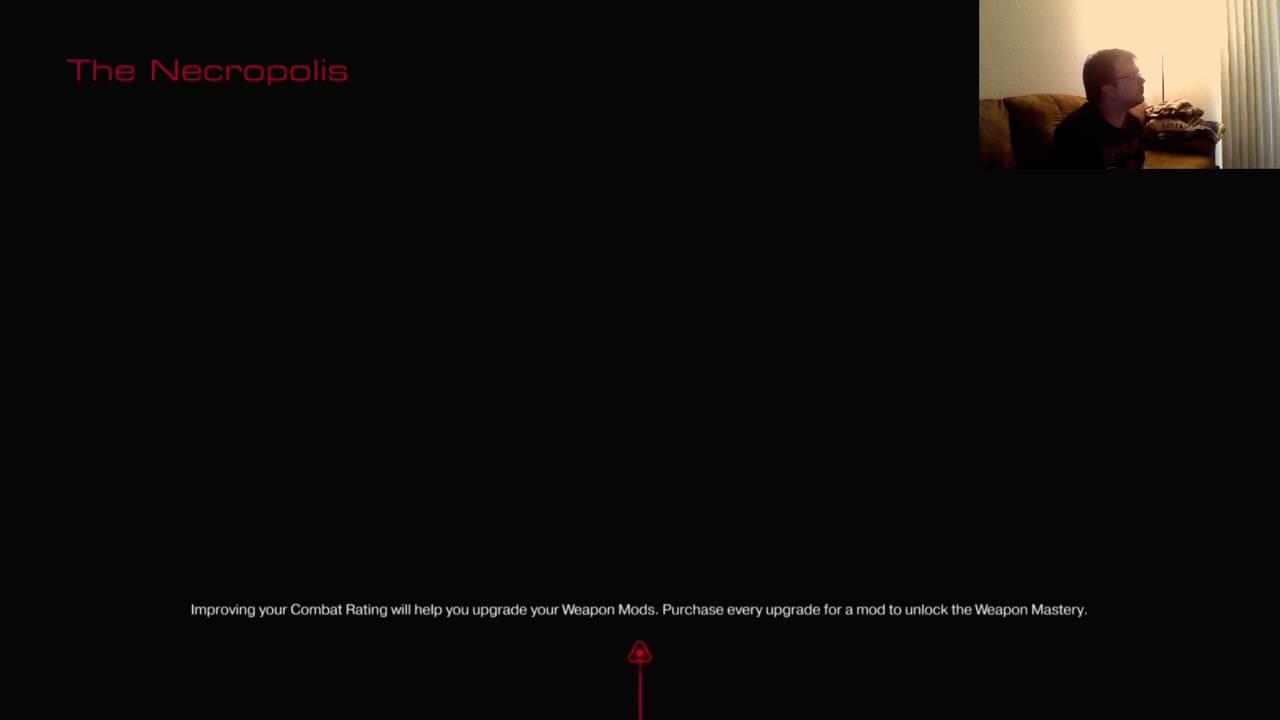 The Necropolis
Improving your Combat Rating will help you upgrade your Weapon Mods. Purchase every upgrade for a mod to unlock the Weapon Mastery.